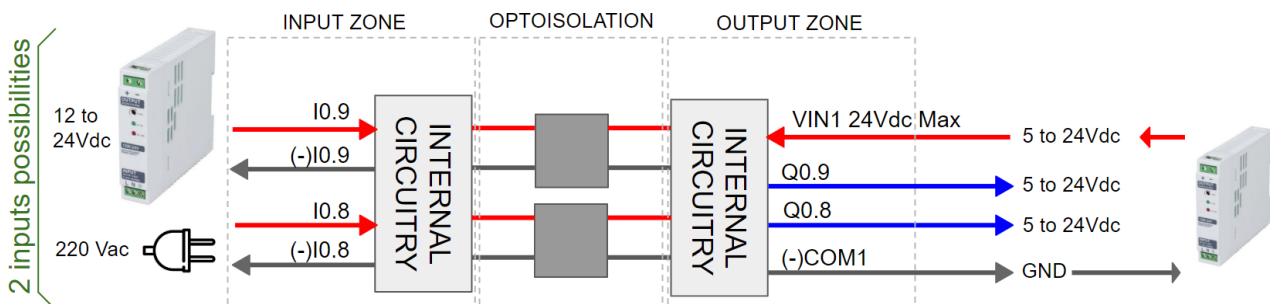 2 inputs possibilities
INPUT ZONE
OPTOISOLATION
OUTPUT ZONE
12 to
24Vdc
220 Vac
I0.9
(-)I0.9
I0.8
(-)I0.8
INTERNAL
CIRCUITRY
INTERNAL
CIRCUITRY
VIN1 24Vdc Max
Q0.9
Q0.8
(-)COM1
5 to 24Vdc
5 to 24Vdc
5 to 24Vdc
GND